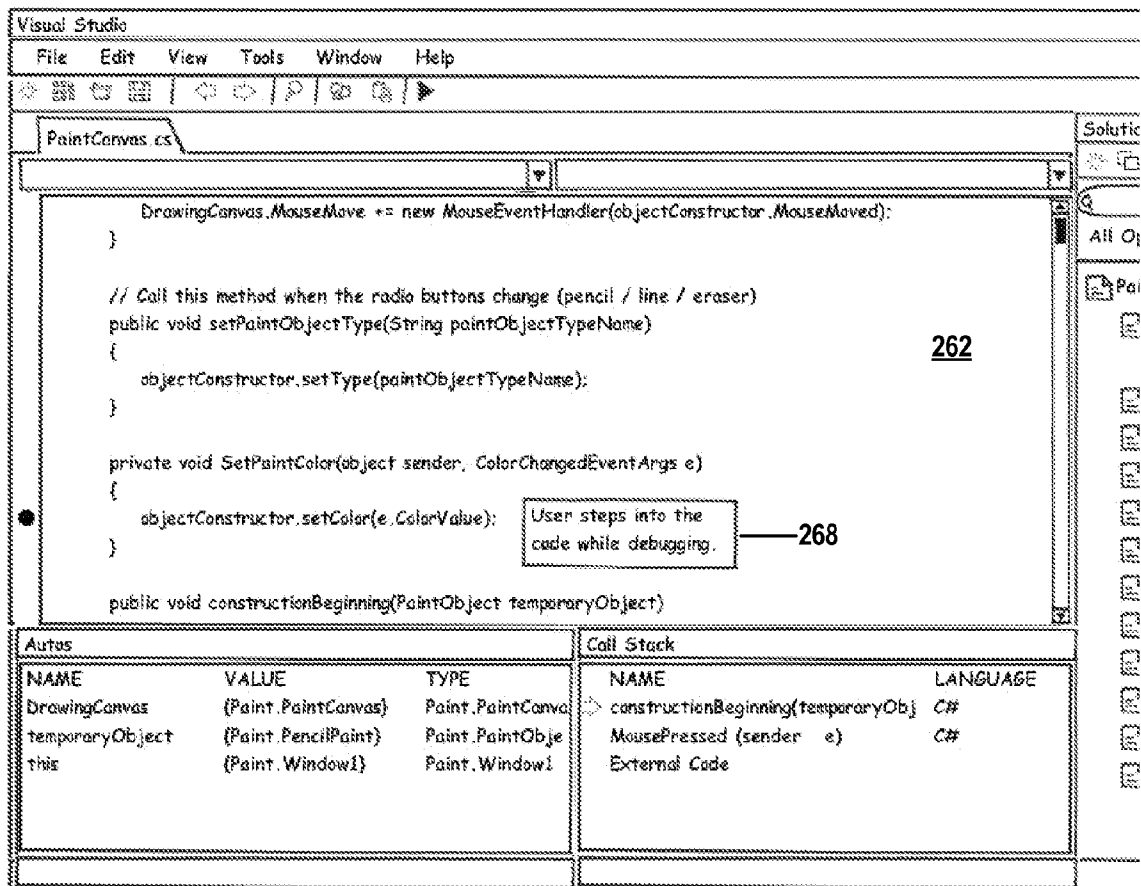 Visual Studio
File Edit View Tools Window Help
PaintCanvas.cs
Solutio
DrawingCanvas.MouseMove += new MouseEventHandler(objectConstructor.MouseMoved);
}
All Op
// Call this method when the radio buttons change (pencil / line / eraser)
Pai
public void setPaintObjectType(String paintObjectTypeName)
{
262
objectConstructor.setType(paintObjectTypeName);
}
private void SetPaintColor(object sender, ColorChangedEventArgs e)
{
objectConstructor.setColor(e.ColorValue);
User steps into the
code while debugging.
268
}
public void constructionBeginning(PaintObject temporaryObject)
Autos
NAME VALUE TYPE
DrawingCanvas {Paint.PaintCanvas} Paint.PaintCanva
temporaryObject {Paint.PencilPaint} Paint.PaintObje
this {Paint.Window1} Paint.Window1
Call Stack
NAME LANGUAGE
constructionBeginning(temporaryObj C#
MousePressed (sender e) C#
External Code